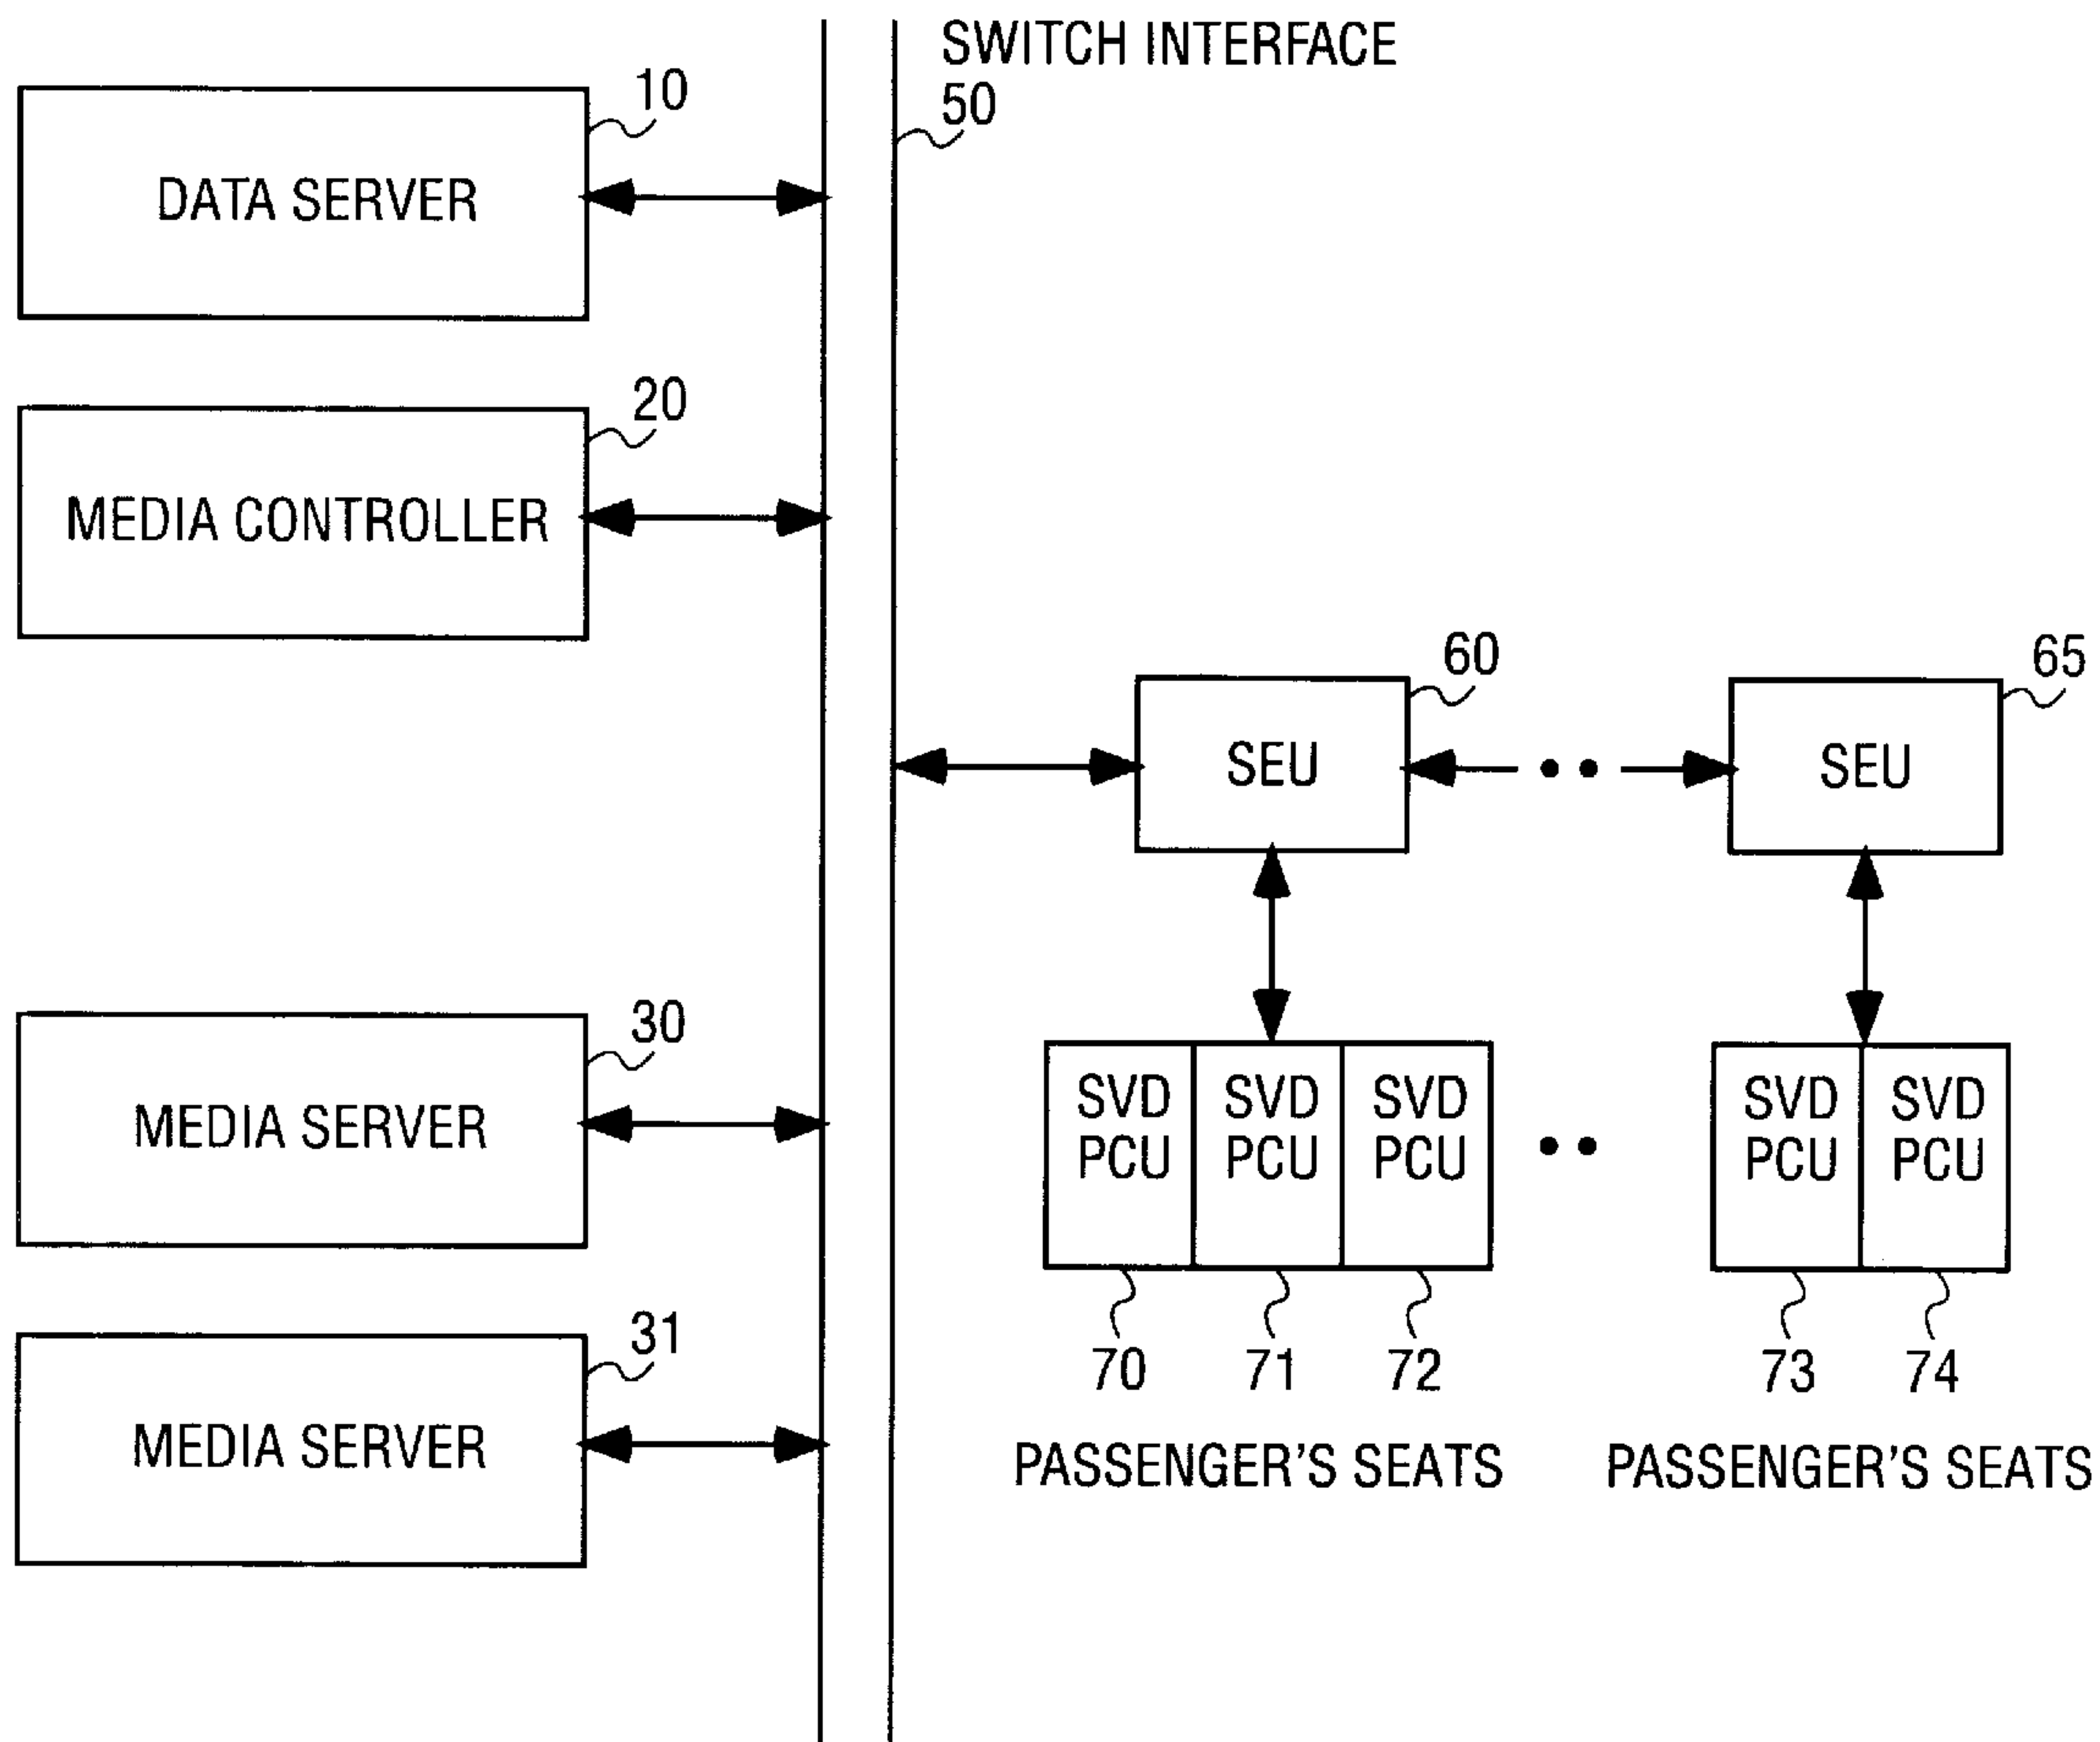 SWITCH INTERFACE
50
10
DATA SERVER
20
MEDIA CONTROLLER
60
SEU
65
SEU
30
MEDIA SERVER
SVD
PCU
SVD
PCU
SVD
PCU
SVD
PCU
SVD
PCU
31
MEDIA SERVER
70
71
72
73
74
PASSENGER'S SEATS
PASSENGER'S SEATS